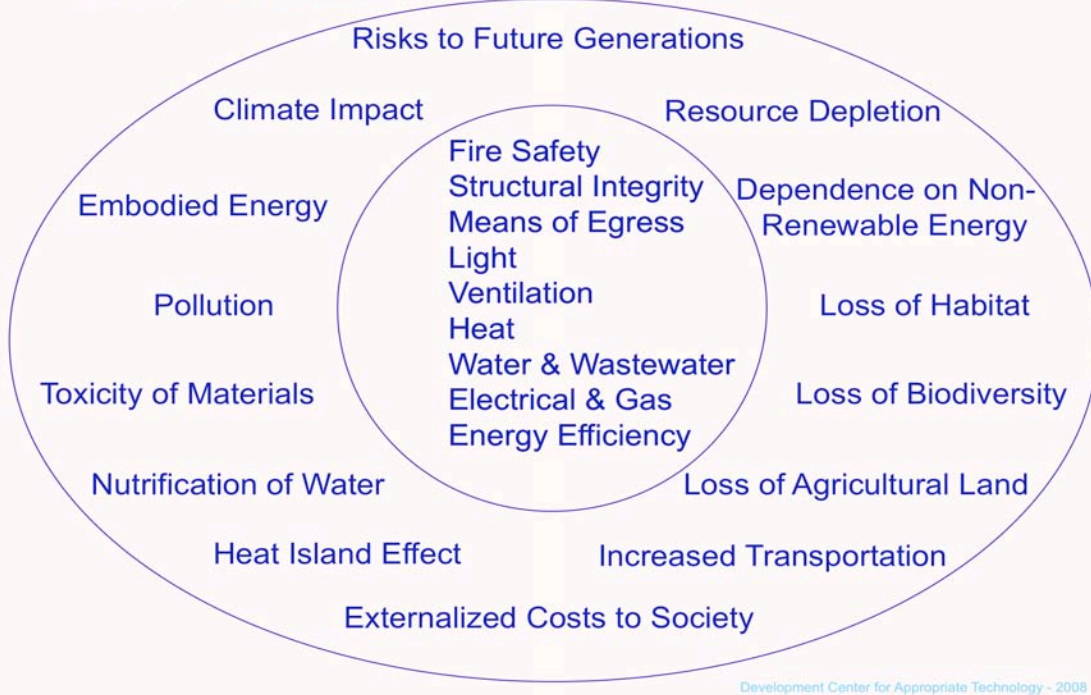 Risks to Future Generations
Climate Impact
Resource Depletion
Fire Safety
Structural Integrity
Means of Egress
Light
Ventilation
Heat
Water & Wastewater
Electrical & Gas
Energy Efficiency
Embodied Energy
Dependence on Non-
Renewable Energy
Pollution
Loss of Habitat
Toxicity of Materials
Loss of Biodiversity
Nutrification of Water
Loss of Agricultural Land
Heat Island Effect
Increased Transportation
Externalized Costs to Society
Development Center for Appropriate Technology - 2008